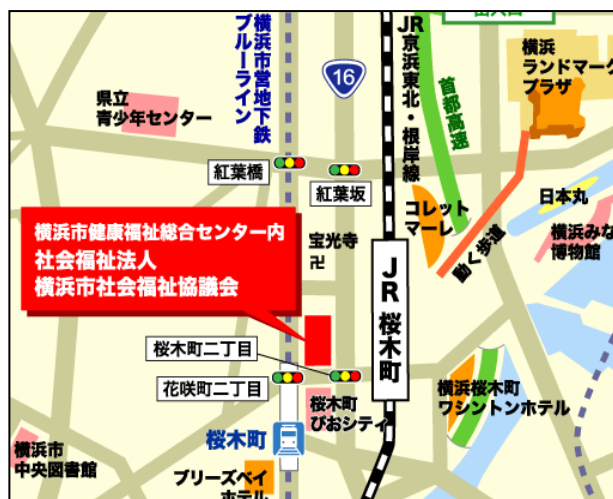 横浜市営地下鉄
ブルーライン
16
JR
京浜東北・根岸線
首都高速
横浜
ランドマーク
プラザ
県立
青少年センター
紅葉橋
紅葉坂
コレット
マーレ
動く歩道
日本丸
横浜みな
博物館
横浜市健康福祉総合センター内
社会福祉法人
横浜市社会福祉協議会
宝光寺
卍
JR 桜木町
桜木町二丁目
花咲町二丁目
桜木町
ぴおシティ
横浜桜木町
ワシントンホテル
桜木町
横浜市
中央図書館
ブリーズベイ
ホテル